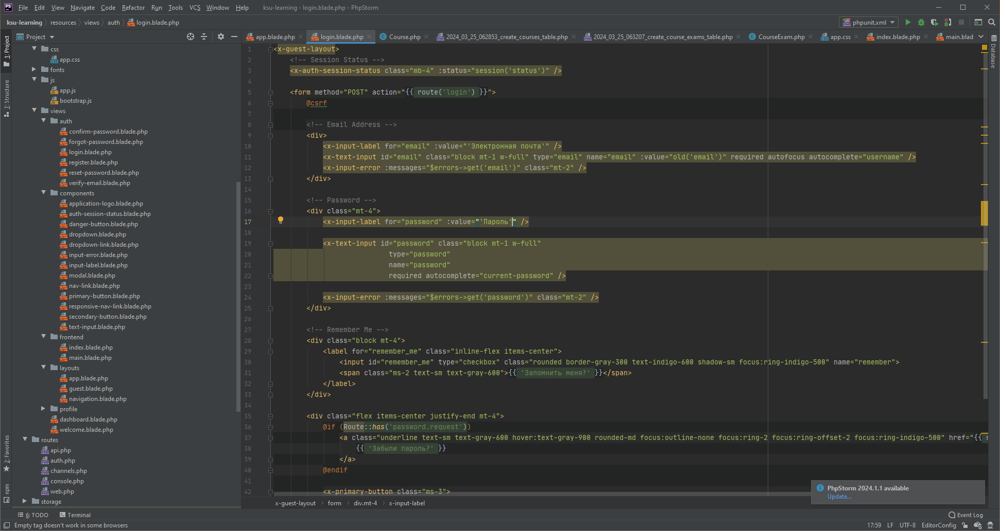 PS File Edit View Navigate Code Refactor Run Tools VCS Window Help ksu-learning - login.blade.php - PhpStorm
ksu-learning resources views auth login.blade.php phpunit.xml
Project
app.blade.php login.blade.php Course.php 2024_03_25_062853_create_courses_table.php 2024_03_25_063207_create_course_exams_table.php CourseExam.php app.css index.blade.php main.blad
1: Project
7: Structure
2: Favorites
npm
Database
css
app.css
fonts
js
app.js
bootstrap.js
views
auth
confirm-password.blade.php
forgot-password.blade.php
login.blade.php
register.blade.php
reset-password.blade.php
verify-email.blade.php
components
application-logo.blade.php
auth-session-status.blade.php
danger-button.blade.php
dropdown.blade.php
dropdown-link.blade.php
input-error.blade.php
input-label.blade.php
modal.blade.php
nav-link.blade.php
primary-button.blade.php
responsive-nav-link.blade.php
secondary-button.blade.php
text-input.blade.php
frontend
index.blade.php
main.blade.php
layouts
app.blade.php
guest.blade.php
navigation.blade.php
profile
dashboard.blade.php
welcome.blade.php
routes
api.php
auth.php
channels.php
console.php
web.php
storage
1 <x-guest-layout>
2 <!-- Session Status -->
3 <x-auth-session-status class="mb-4" :status="session('status')" />
4
5 <form method="POST" action="{{ route('login') }}">
6 @csrf
7
8 <!-- Email Address -->
9 <div>
10 <x-input-label for="email" :value="'Электронная почта'" />
11 <x-text-input id="email" class="block mt-1 w-full" type="email" name="email" :value="old('email')" required autofocus autocomplete="username" />
12 <x-input-error :messages="$errors->get('email')" class="mt-2" />
13 </div>
14
15 <!-- Password -->
16 <div class="mt-4">
17 <x-input-label for="password" :value="'Пароль'" />
18
19 <x-text-input id="password" class="block mt-1 w-full"
20 type="password"
21 name="password"
22 required autocomplete="current-password" />
23
24 <x-input-error :messages="$errors->get('password')" class="mt-2" />
25 </div>
26
27 <!-- Remember Me -->
28 <div class="block mt-4">
29 <label for="remember_me" class="inline-flex items-center">
30 <input id="remember_me" type="checkbox" class="rounded border-gray-300 text-indigo-600 shadow-sm focus:ring-indigo-500" name="remember">
31 <span class="ms-2 text-sm text-gray-600">{{ 'Запомнить меня?' }}</span>
32 </label>
33 </div>
34
35 <div class="flex items-center justify-end mt-4">
36 @if (Route::has('password.request'))
37 <a class="underline text-sm text-gray-600 hover:text-gray-900 rounded-md focus:outline-none focus:ring-2 focus:ring-offset-2 focus:ring-indigo-500" href="{{
38 {{ 'Забыли пароль?' }}
39 </a>
40 @endif
41
42 <x-primary-button class="ms-3">
PhpStorm 2024.1.1 available
Update...
x-guest-layout form div.mt-4 x-input-label
6: TODO Terminal Event Log
Empty tag doesn't work in some browsers 17:59 LF UTF-8 EditorConfig